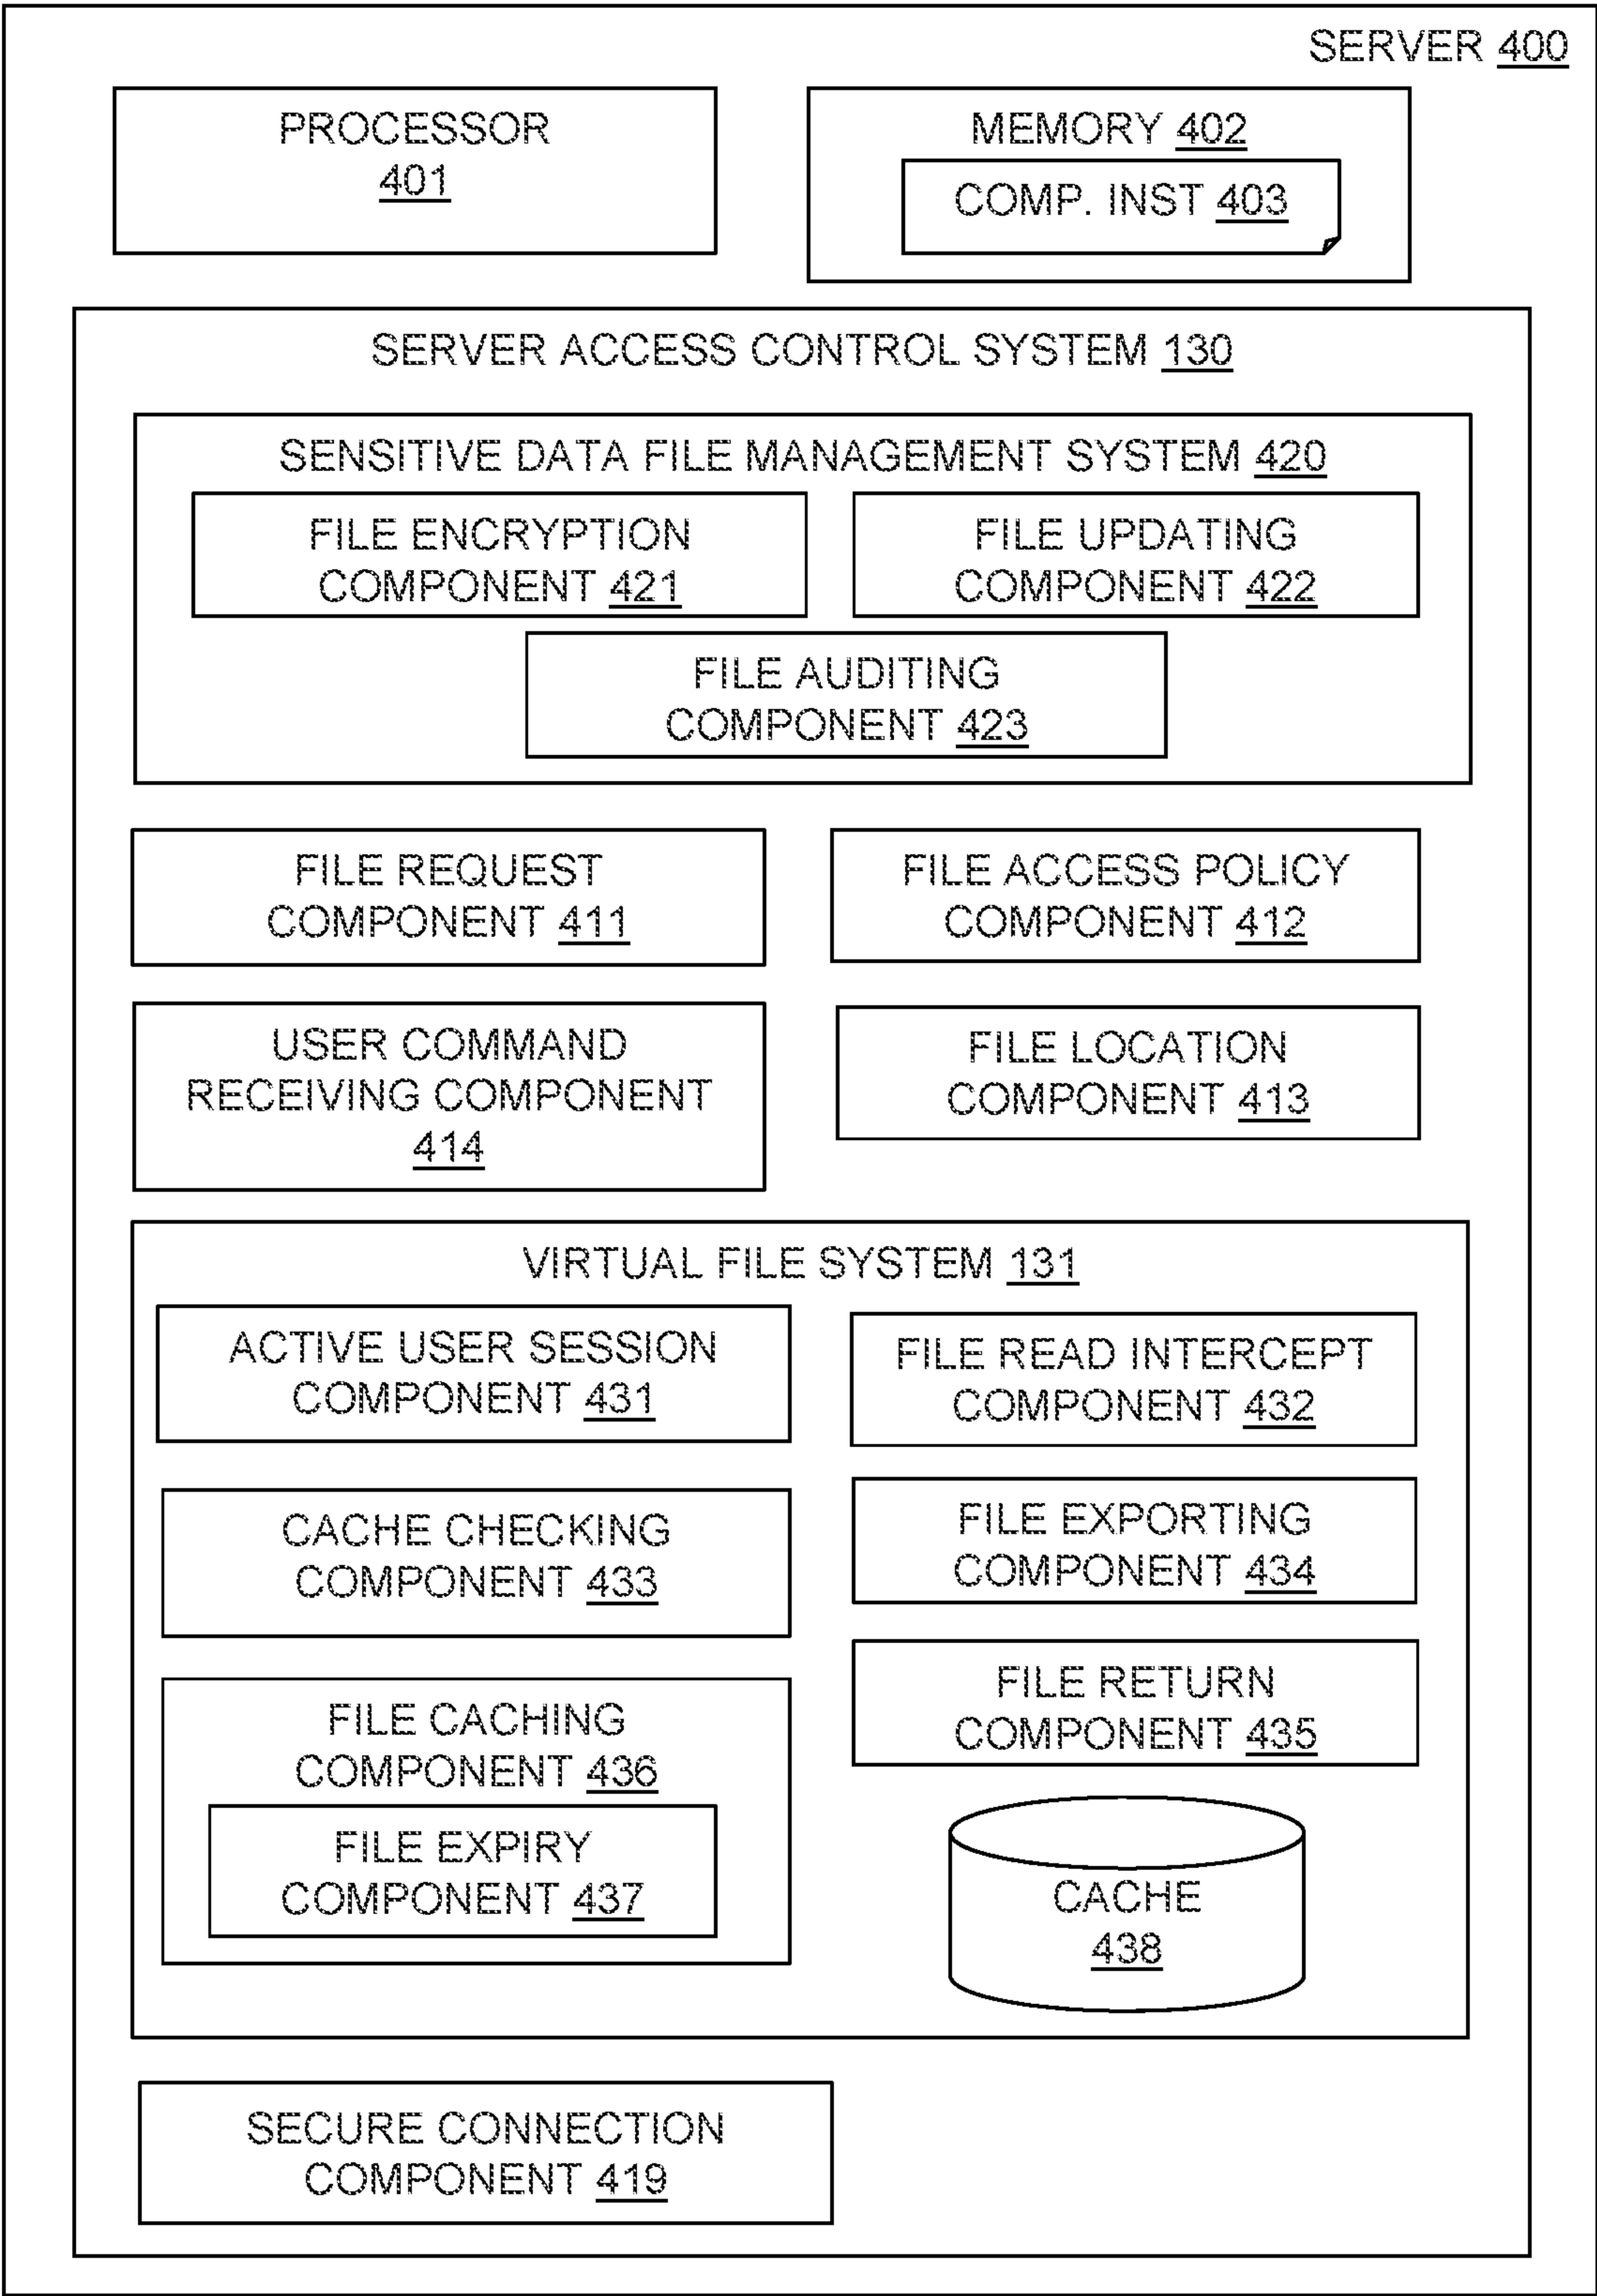 SERVER 400
PROCESSOR
401
MEMORY 402
COMP. INST 403
SERVER ACCESS CONTROL SYSTEM 130
SENSITIVE DATA FILE MANAGEMENT SYSTEM 420
FILE ENCRYPTION
COMPONENT 421
FILE UPDATING
COMPONENT 422
FILE AUDITING
COMPONENT 423
FILE REQUEST
COMPONENT 411
FILE ACCESS POLICY
COMPONENT 412
USER COMMAND
RECEIVING COMPONENT
414
FILE LOCATION
COMPONENT 413
VIRTUAL FILE SYSTEM 131
ACTIVE USER SESSION
COMPONENT 431
FILE READ INTERCEPT
COMPONENT 432
CACHE CHECKING
COMPONENT 433
FILE EXPORTING
COMPONENT 434
FILE CACHING
COMPONENT 436
FILE EXPIRY
COMPONENT 437
FILE RETURN
COMPONENT 435
CACHE
438
SECURE CONNECTION
COMPONENT 419